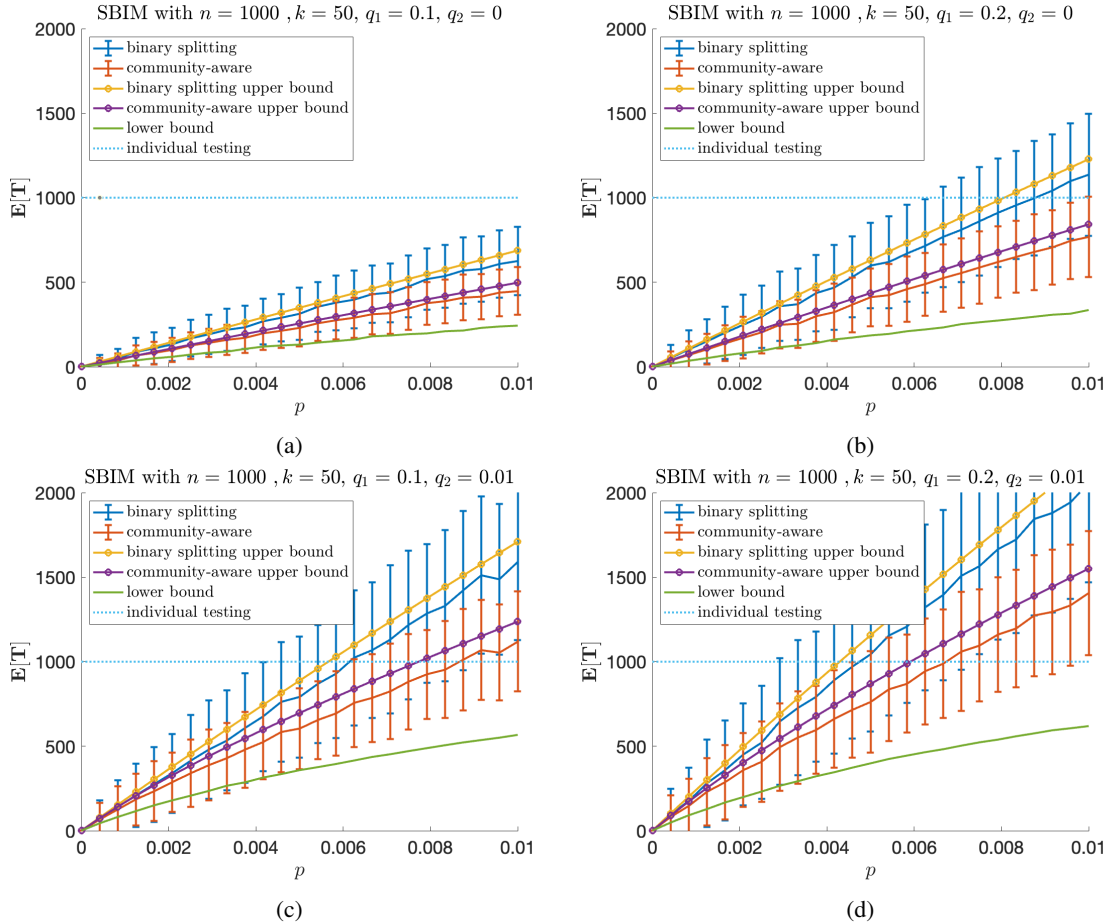 SBIM with n = 1000 , k = 50, q₁ = 0.1, q₂ = 0
2000
1500
1000
500
0
E[T]
binary splitting
community-aware
binary splitting upper bound
community-aware upper bound
lower bound
individual testing
0 0.002 0.004 0.006 0.008 0.01
p
(a)
SBIM with n = 1000 , k = 50, q₁ = 0.2, q₂ = 0
2000
1500
1000
500
0
E[T]
binary splitting
community-aware
binary splitting upper bound
community-aware upper bound
lower bound
individual testing
0 0.002 0.004 0.006 0.008 0.01
p
(b)
SBIM with n = 1000 , k = 50, q₁ = 0.1, q₂ = 0.01
2000
1500
1000
500
0
E[T]
binary splitting
community-aware
binary splitting upper bound
community-aware upper bound
lower bound
individual testing
0 0.002 0.004 0.006 0.008 0.01
p
(c)
SBIM with n = 1000 , k = 50, q₁ = 0.2, q₂ = 0.01
2000
1500
1000
500
0
E[T]
binary splitting
community-aware
binary splitting upper bound
community-aware upper bound
lower bound
individual testing
0 0.002 0.004 0.006 0.008 0.01
p
(d)